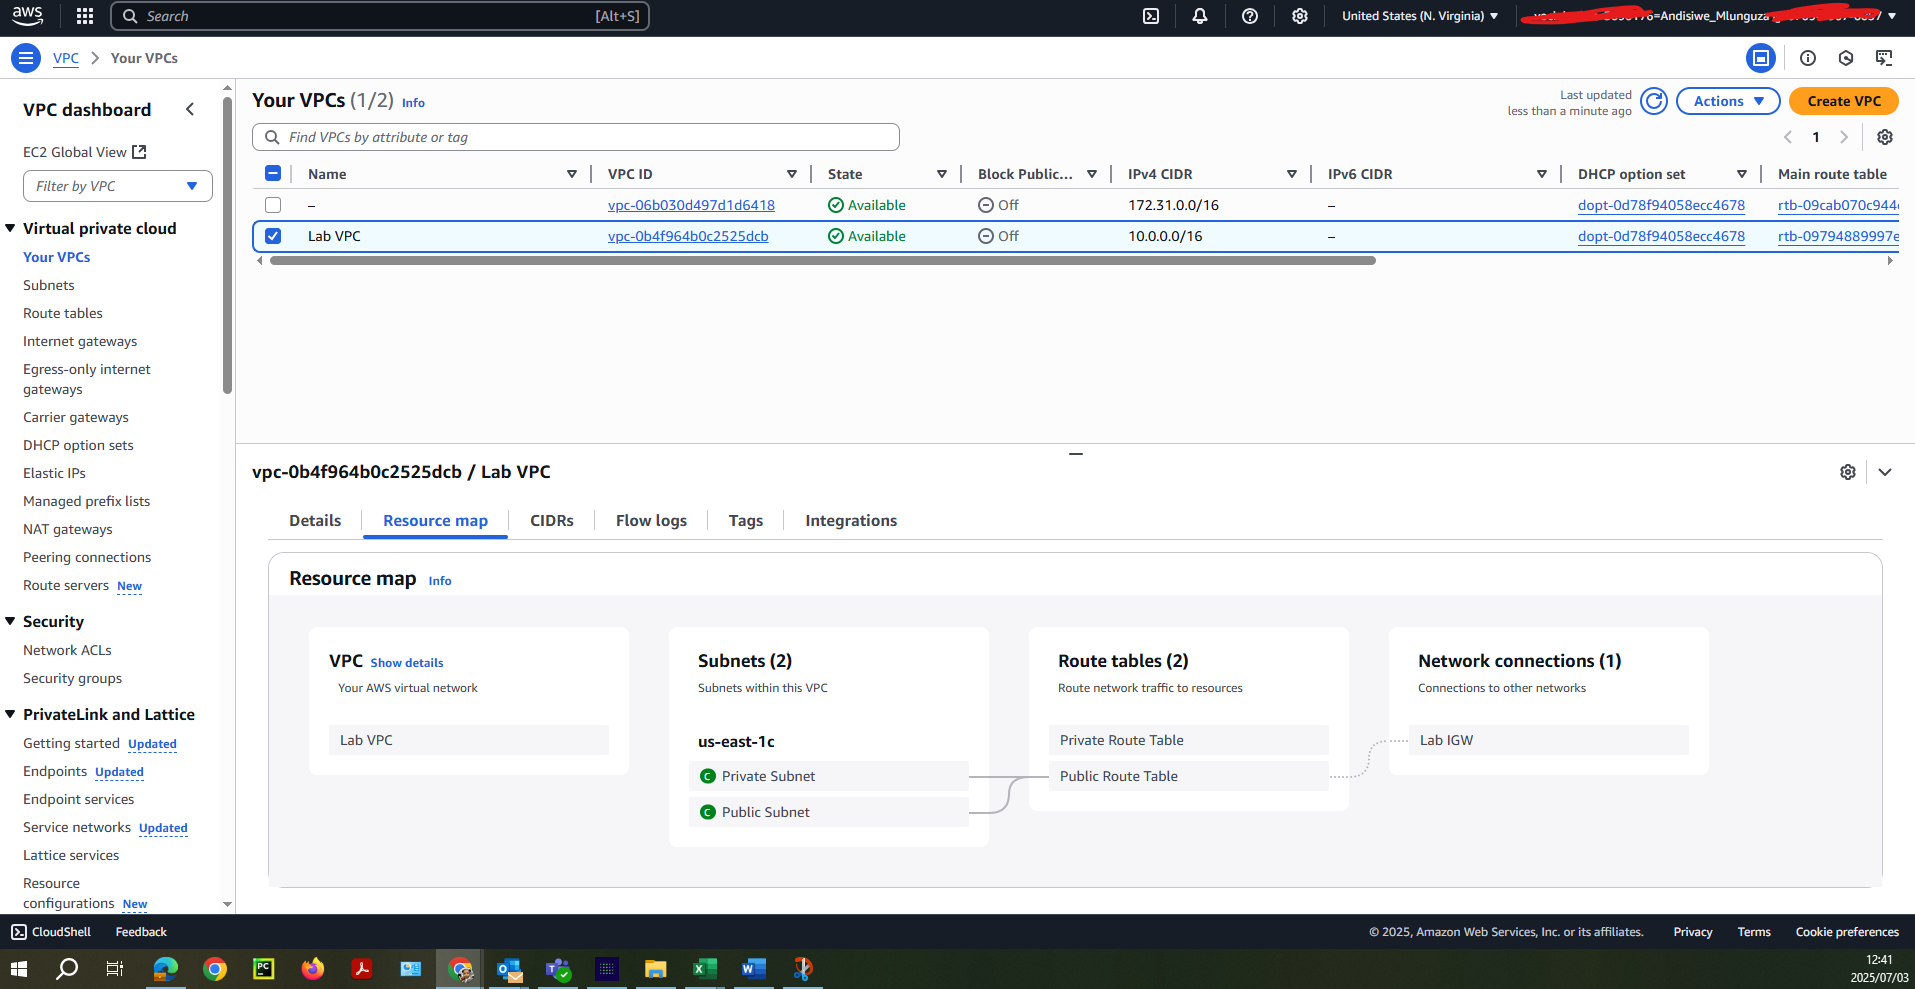 aws
Search
[Alt+S]
United States (N. Virginia)
=Andisiwe_Mlunguza
VPC
Your VPCs
VPC dashboard
EC2 Global View
Filter by VPC
Virtual private cloud
Your VPCs
Subnets
Route tables
Internet gateways
Egress-only internet
gateways
Carrier gateways
DHCP option sets
Elastic IPs
Managed prefix lists
NAT gateways
Peering connections
Route servers New
Security
Network ACLs
Security groups
PrivateLink and Lattice
Getting started Updated
Endpoints Updated
Endpoint services
Service networks Updated
Lattice services
Resource
configurations New
Your VPCs (1/2) Info
Last updated
less than a minute ago
Actions
Create VPC
Find VPCs by attribute or tag
1
Name VPC ID State Block Public... IPv4 CIDR IPv6 CIDR DHCP option set Main route table
– vpc-06b030d497d1d6418 Available Off 172.31.0.0/16 – dopt-0d78f94058ecc4678 rtb-09cab070c944
Lab VPC vpc-0b4f964b0c2525dcb Available Off 10.0.0.0/16 – dopt-0d78f94058ecc4678 rtb-09794889997e
vpc-0b4f964b0c2525dcb / Lab VPC
Details Resource map CIDRs Flow logs Tags Integrations
Resource map Info
VPC Show details
Your AWS virtual network
Lab VPC
Subnets (2)
Subnets within this VPC
us-east-1c
C Private Subnet
C Public Subnet
Route tables (2)
Route network traffic to resources
Private Route Table
Public Route Table
Network connections (1)
Connections to other networks
Lab IGW
CloudShell Feedback
© 2025, Amazon Web Services, Inc. or its affiliates. Privacy Terms Cookie preferences
12:41
2025/07/03